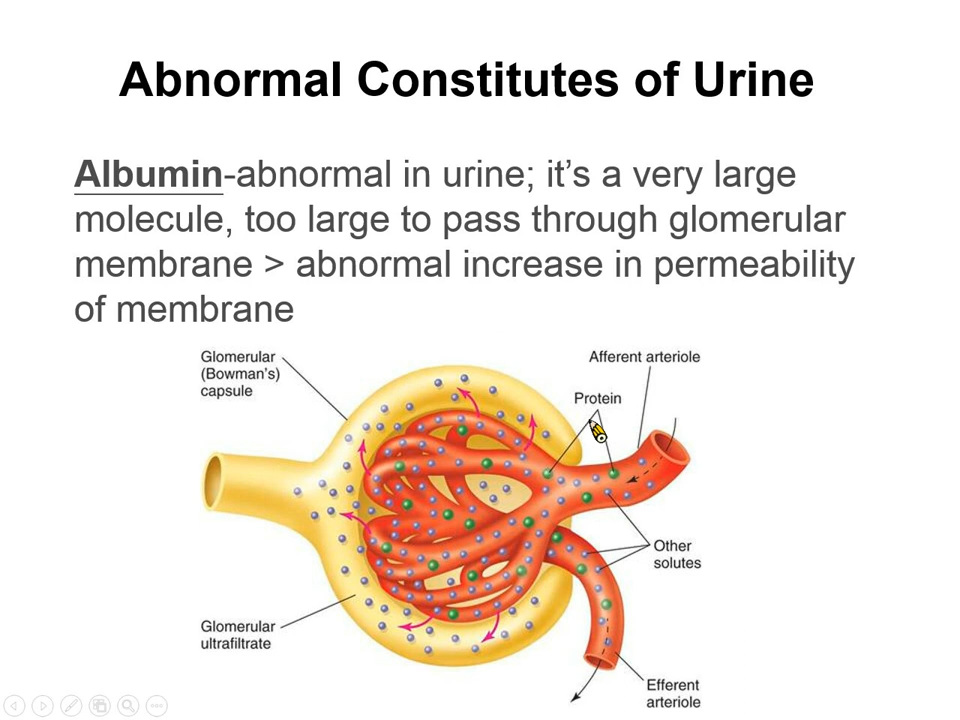 Abnormal Constitutes of Urine
Albumin-abnormal in urine; it’s a very large
molecule, too large to pass through glomerular
membrane > abnormal increase in permeability
of membrane
Glomerular
(Bowman’s)
capsule
Afferent arteriole
Protein
Other
solutes
Glomerular
ultrafiltrate
Efferent
arteriole